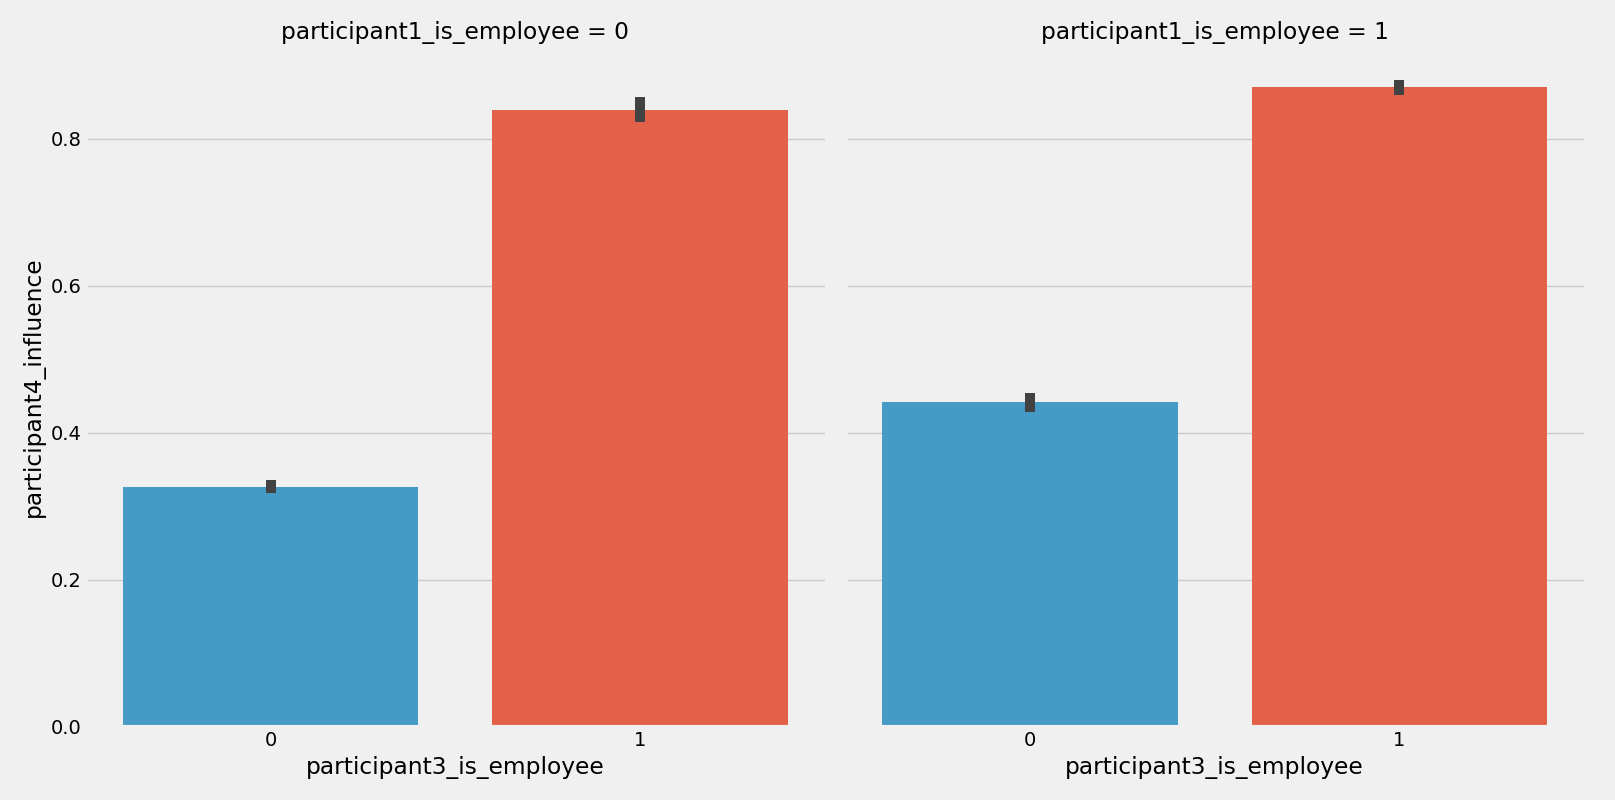 participant1_is_employee = 0
participant1_is_employee = 1
participant4_influence
0.8
0.6
0.4
0.2
0.0
0
1
0
1
participant3_is_employee
participant3_is_employee